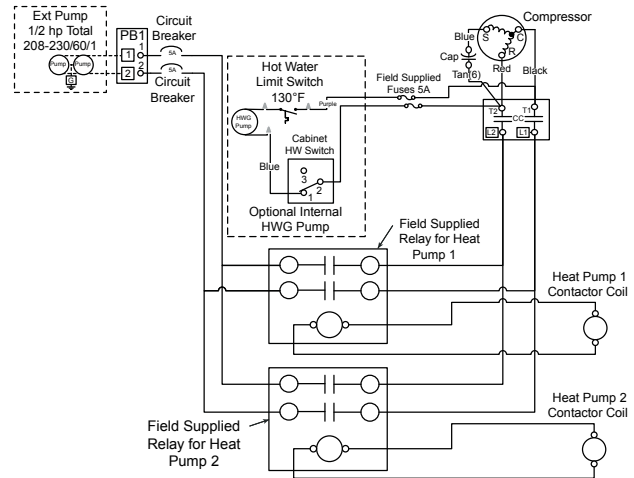 Ext Pump
1/2 hp Total
208-230/60/1
Pump
Pump
G
PB1
1
1
2
2
Circuit
Breaker
5A
5A
Circuit
Breaker
Hot Water
Limit Switch
130°F
Purple
HWG
Pump
Blue
Cabinet
HW Switch
3
2
1
Optional Internal
HWG Pump
Field Supplied
Fuses 5A
Compressor
Blue
S
C
R
Cap
Tan(6)
Red
Black
T2
T1
CC
L2
L1
Field Supplied
Relay for Heat
Pump 1
Heat Pump 1
Contactor Coil
Field Supplied
Relay for Heat
Pump 2
Heat Pump 2
Contactor Coil